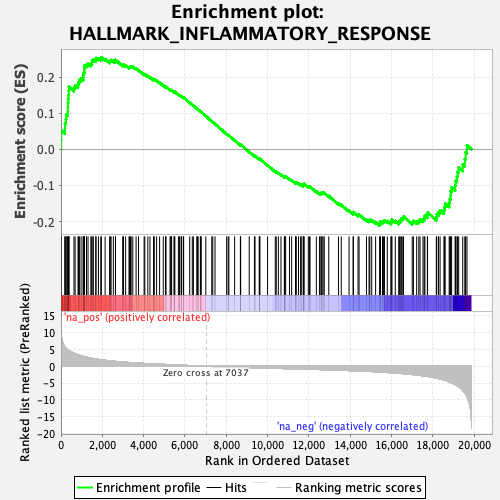 Enrichment plot:
HALLMARK_INFLAMMATORY_RESPONSE
Enrichment score (ES)
0.2
0.1
0.0
-0.1
-0.2
'na_pos' (positively correlated)
Ranked list metric (PreRanked)
15
10
5
0
-5
-10
-15
-20
Zero cross at 7037
'na_neg' (negatively correlated)
0
2,000
4,000
6,000
8,000
10,000
12,000
14,000
16,000
18,000
20,000
Rank in Ordered Dataset
Enrichment profile
Hits
Ranking metric scores